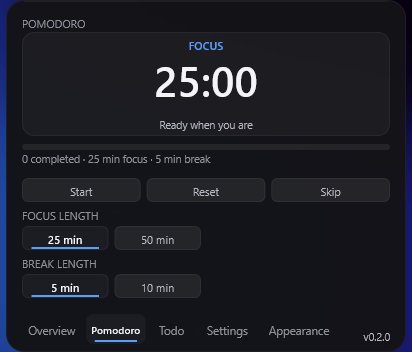 POMODORO
FOCUS
25:00
Ready when you are
0 completed · 25 min focus · 5 min break
Start Reset Skip
FOCUS LENGTH
25 min 50 min
BREAK LENGTH
5 min 10 min
Overview Pomodoro Todo Settings Appearance v0.2.0